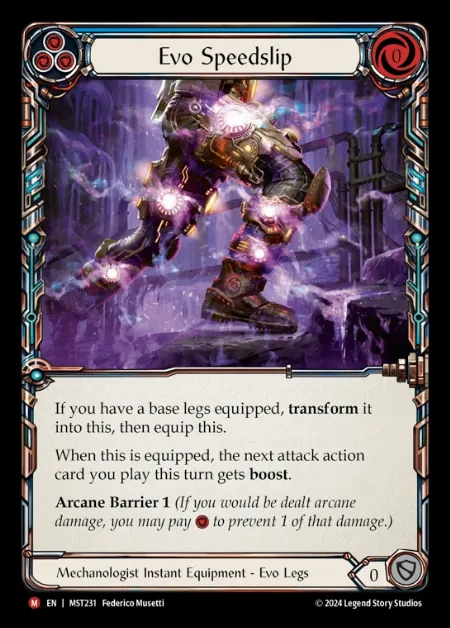 Evo Speedslip
0
If you have a base legs equipped, transform it
into this, then equip this.
When this is equipped, the next attack action
card you play this turn gets boost.
Arcane Barrier 1 (If you would be dealt arcane
damage, you may pay to prevent 1 of that damage.)
Mechanologist Instant Equipment - Evo Legs
0
M EN | MST231 Federico Musetti
© 2024 Legend Story Studios